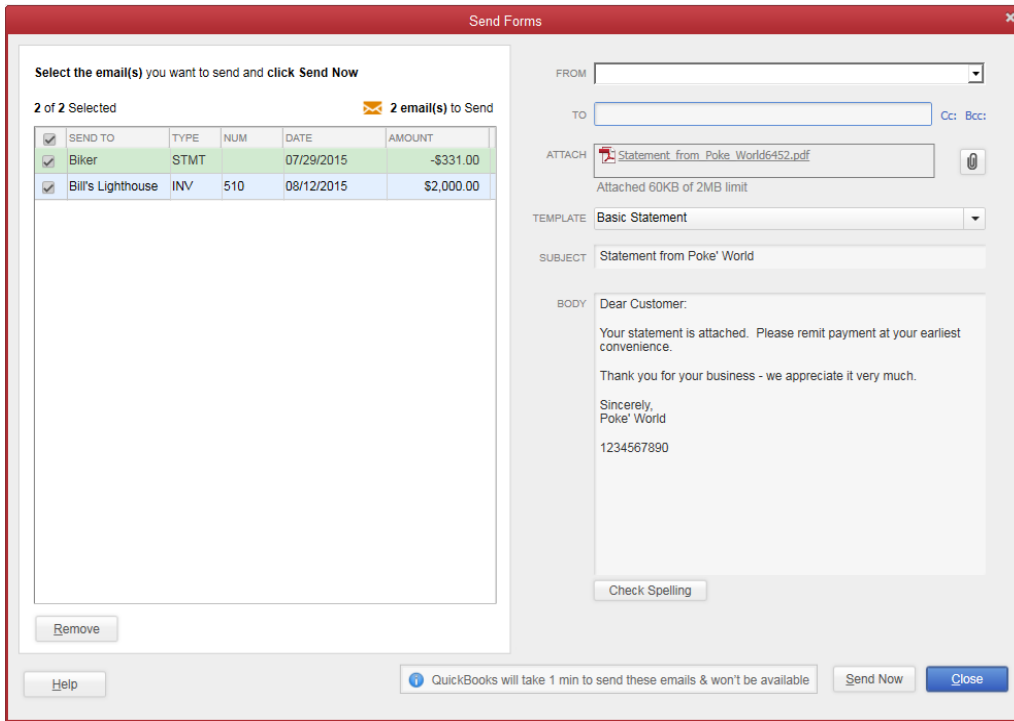 Send Forms
Select the email(s) you want to send and click Send Now
2 of 2 Selected
2 email(s) to Send
SEND TO TYPE NUM DATE AMOUNT
Biker STMT 07/29/2015 -$331.00
Bill's Lighthouse INV 510 08/12/2015 $2,000.00
Remove
Help
FROM
TO
Cc: Bcc:
ATTACH Statement_from_Poke_World6452.pdf
Attached 60KB of 2MB limit
TEMPLATE Basic Statement
SUBJECT Statement from Poke' World
BODY Dear Customer:
Your statement is attached. Please remit payment at your earliest
convenience.
Thank you for your business - we appreciate it very much.
Sincerely,
Poke' World
1234567890
Check Spelling
QuickBooks will take 1 min to send these emails & won't be available
Send Now
Close